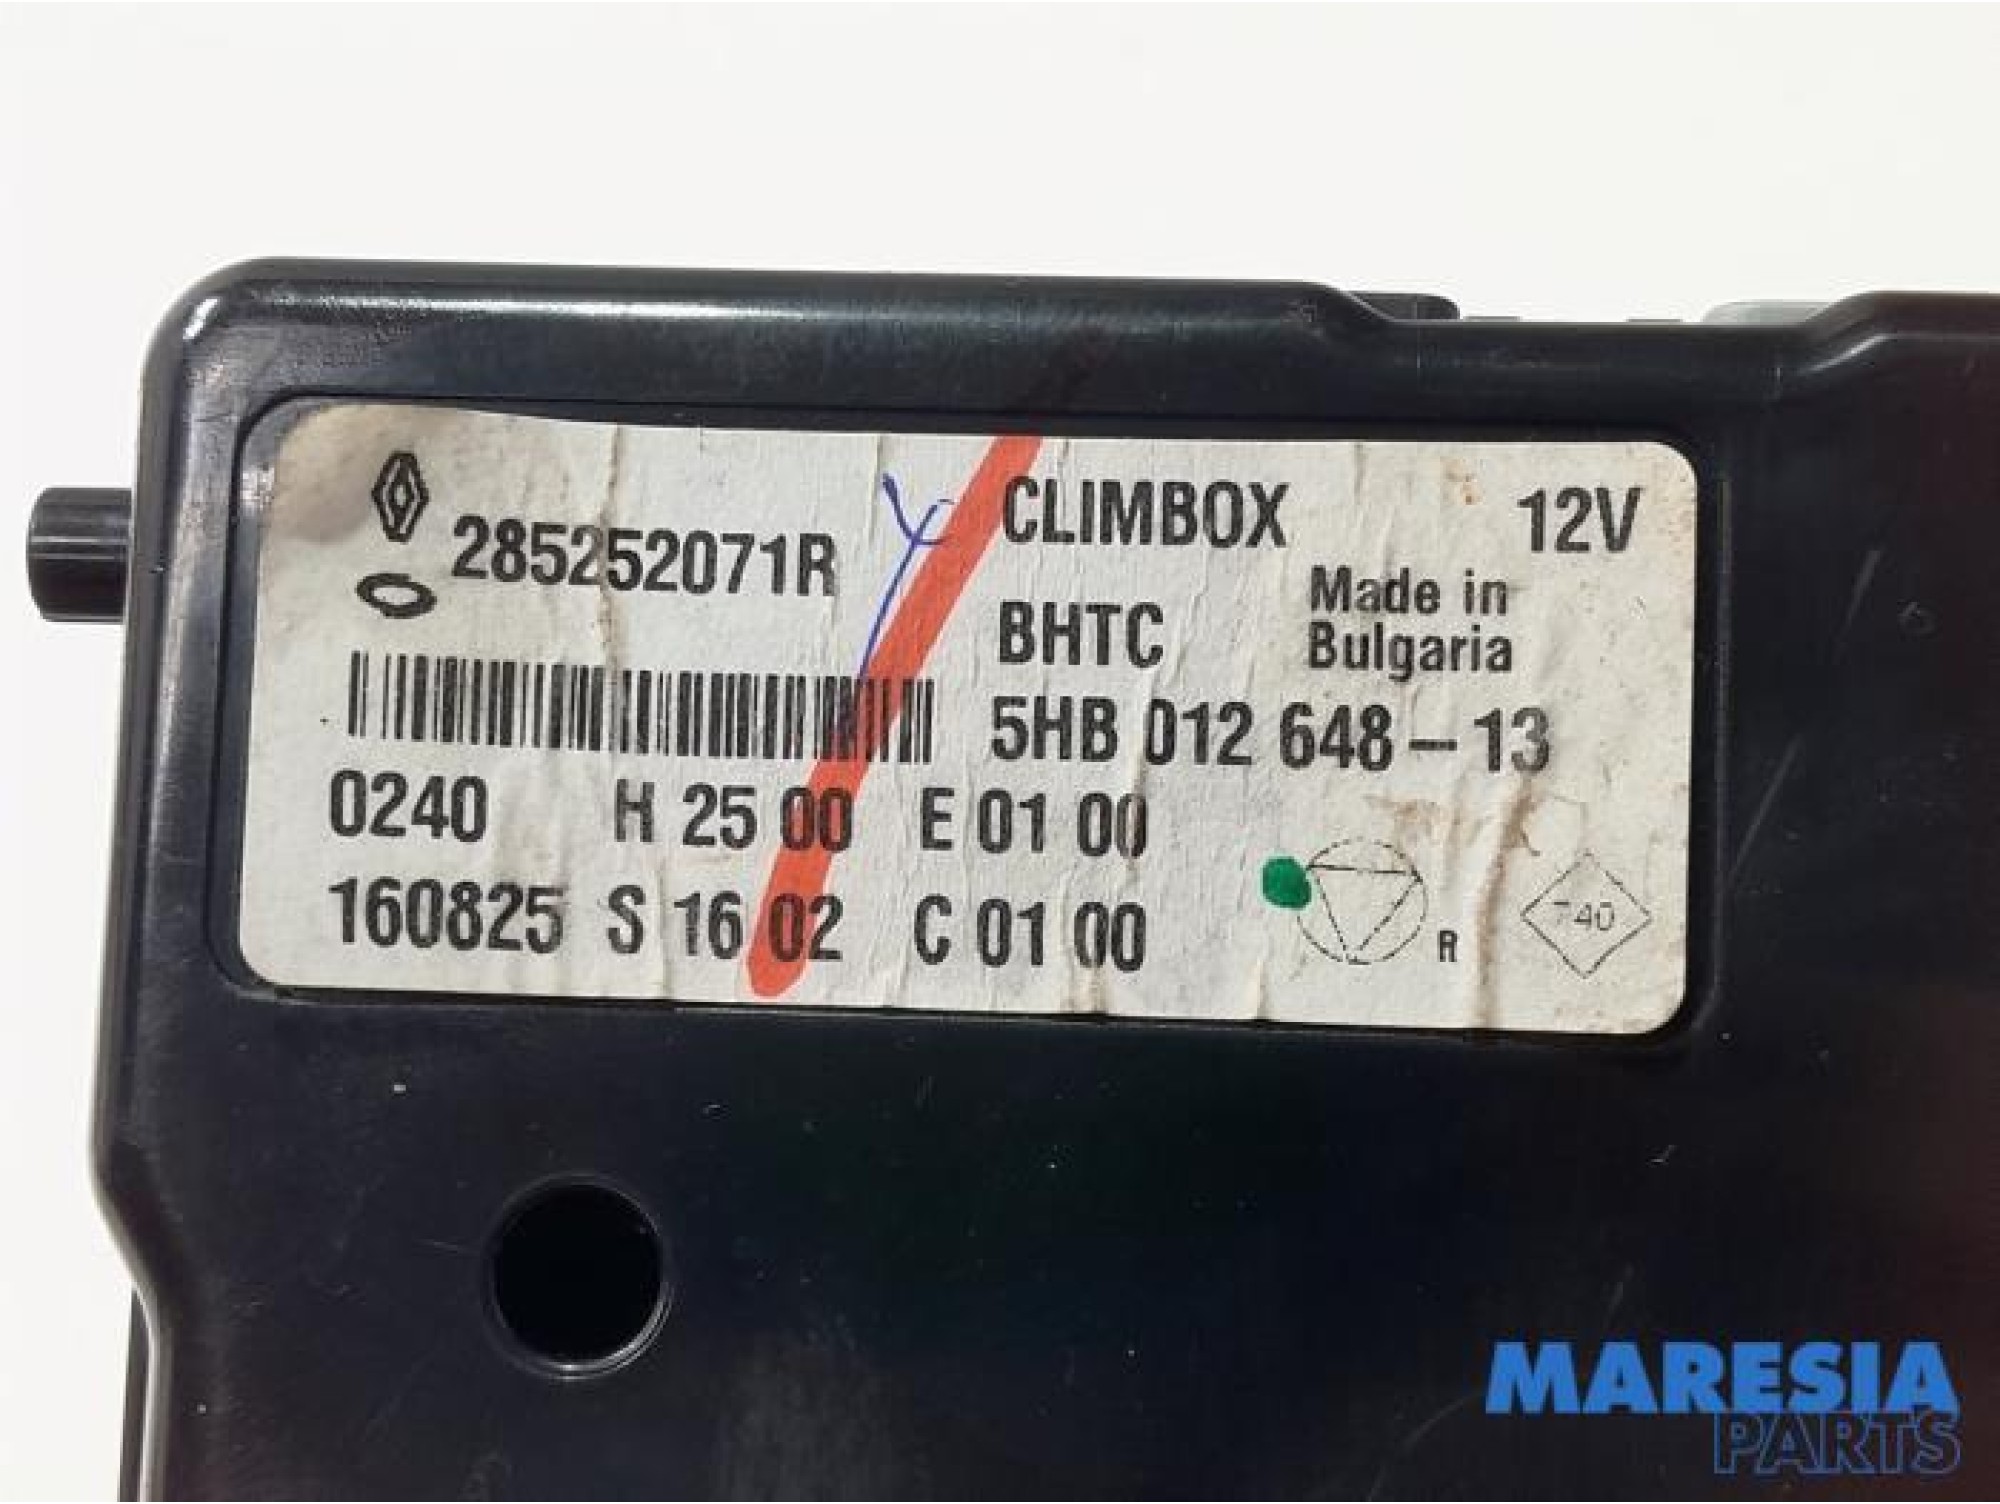 285252071R
CLIMBOX 12V
BHTC Made in
Bulgaria
5HB 012 648-13
0240 H 25 00 E 01 00
160825 S 16 02 C 01 00
R
740
MARESIA
PARTS